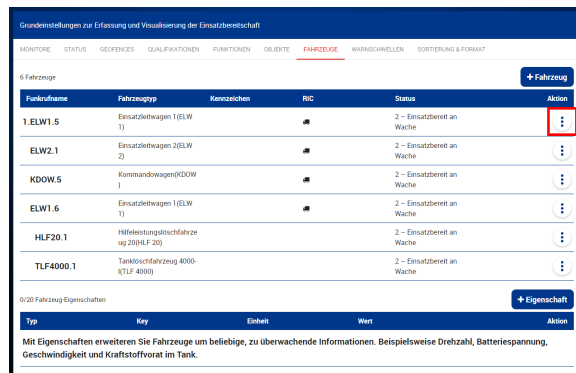 Grundeinstellungen zur Erfassung und Visualisierung der Einsatzbereitschaft
MONITORE STATUS GEOFENCES QUALIFIKATIONEN FUNKTIONEN OBJEKTE FAHRZEUGE WARNSCHWELLEN SORTIERUNG & FORMAT
6 Fahrzeuge + Fahrzeug
Funkrufname Fahrzeugtyp Kennzeichen RIC Status Aktion
1.ELW1.5 Einsatzleitwagen 1(ELW 2 – Einsatzbereit an
1) Wache
ELW2.1 Einsatzleitwagen 2(ELW 2 – Einsatzbereit an
2) Wache
KDOW.5 Kommandowagen(KDOW 2 – Einsatzbereit an
) Wache
ELW1.6 Einsatzleitwagen 1(ELW 2 – Einsatzbereit an
1) Wache
HLF20.1 Hilfeleistungslöschfahrze 2 – Einsatzbereit an
ug 20(HLF 20) Wache
TLF4000.1 Tanklöschfahrzeug 4000- 2 – Einsatzbereit an
I(TLF 4000) Wache
0/20 Fahrzeug-Eigenschaften + Eigenschaft
Typ Key Einheit Wert Aktion
Mit Eigenschaften erweitern Sie Fahrzeuge um beliebige, zu überwachende Informationen. Beispielsweise Drehzahl, Batteriespannung,
Geschwindigkeit und Kraftstoffvorat im Tank.